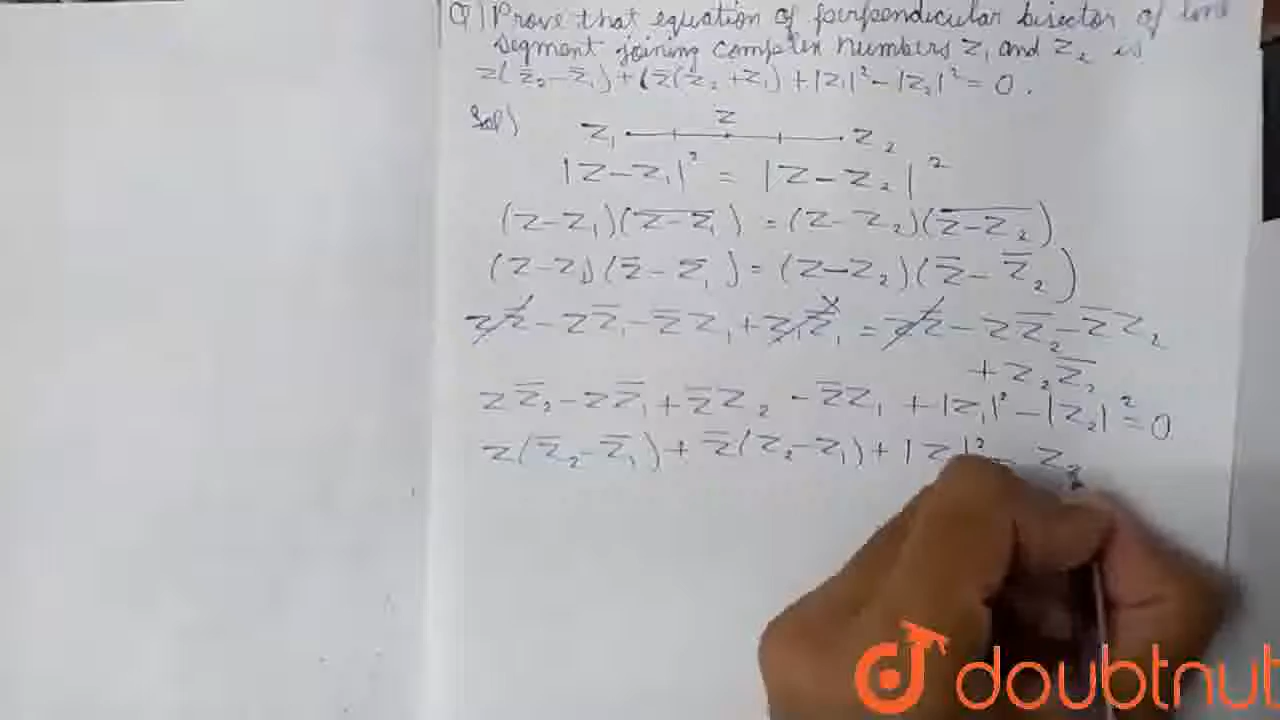 Q) Prove that equation of perpendicular bisector of line
segment joining complex numbers z₁ and z₂ is
z(z̅₂-z̅₁)+(z̅(z₂+z₁)+|z₁|²-|z₂|²=0.
Sol)
z
z₁ z₂
|z-z₁|² = |z-z₂|²
(z-z₁)(z̅-̅z̅₁) = (z-z₂)(z̅-̅z̅₂)
(z-z₁)(z̅-z̅₁) = (z-z₂)(z̅-z̅₂)
zz̅-zz̅₁-z̅z₁+z₁z̅₁ = zz̅-zz̅₂-z̅z₂
+z₂z̅₂
zz̅₂-zz̅₁+z̅z₂-z̅z₁+|z₁|²-|z₂|²=0
z(z̅₂-z̅₁)+z̅(z₂-z₁)+|z₁|²- z₂
doubtnut